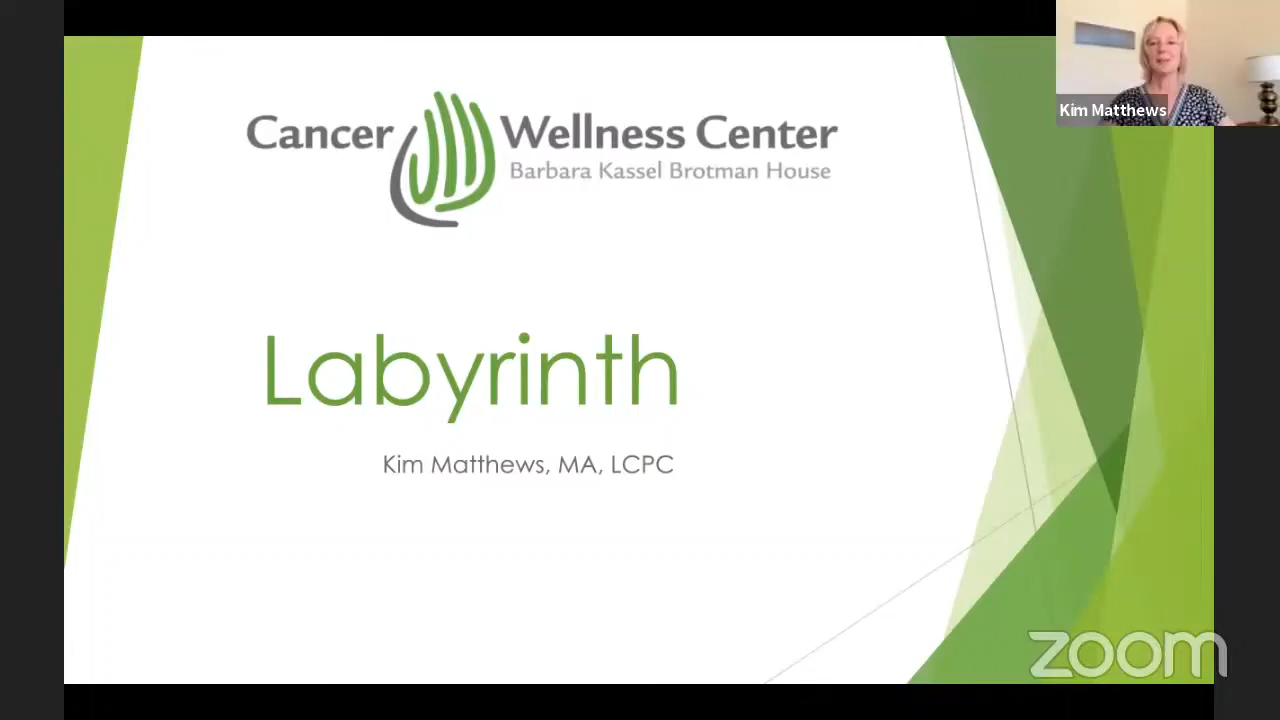 Cancer Wellness Center
Barbara Kassel Brotman House
Kim Matthews
Labyrinth
Kim Matthews, MA, LCPC
zoom